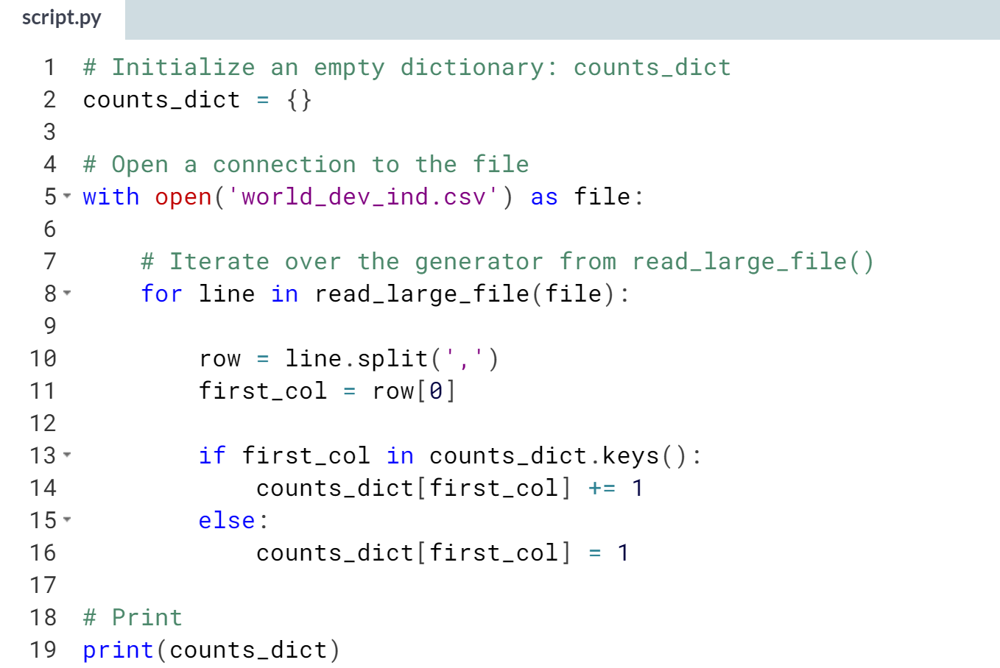 script.py
1 # Initialize an empty dictionary: counts_dict
2 counts_dict = {}
3
4 # Open a connection to the file
5 with open('world_dev_ind.csv') as file:
6
7     # Iterate over the generator from read_large_file()
8     for line in read_large_file(file):
9
10         row = line.split(',')
11         first_col = row[0]
12
13         if first_col in counts_dict.keys():
14             counts_dict[first_col] += 1
15         else:
16             counts_dict[first_col] = 1
17
18 # Print
19 print(counts_dict)